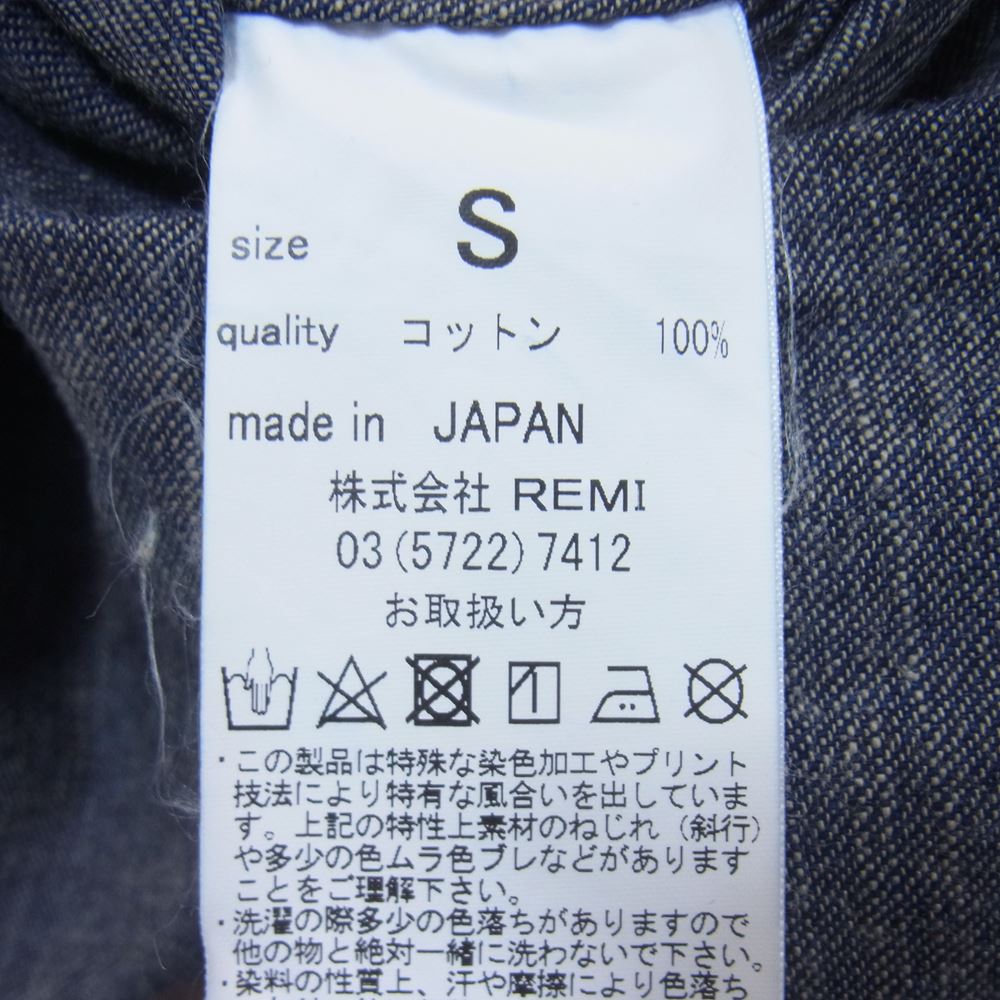 size S
quality コットン 100%
made in JAPAN
株式会社 REMI
03(5722)7412
お取扱い方
・この製品は特殊な染色加工やプリント
技法により特有な風合いを出していま
す。上記の特性上素材のねじれ（斜行）
や多少の色ムラ色ブレなどがあります
ことをご理解下さい。
・洗濯の際多少の色落ちがありますので
他の物と絶対一緒に洗わないで下さい。
・染料の性質上、汗や摩擦により色落ち